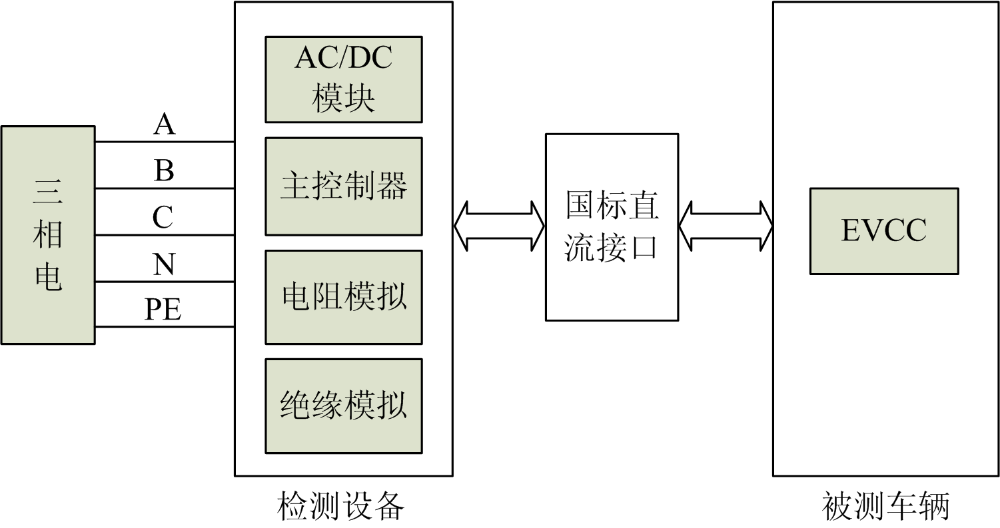 三
相
电
A
B
C
N
PE
AC/DC
模块
主控制器
电阻模拟
绝缘模拟
检测设备
国标直
流接口
EVCC
被测车辆